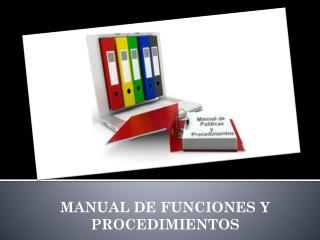 Manual de
Políticas
y
Procedimientos
MANUAL DE FUNCIONES Y
PROCEDIMIENTOS